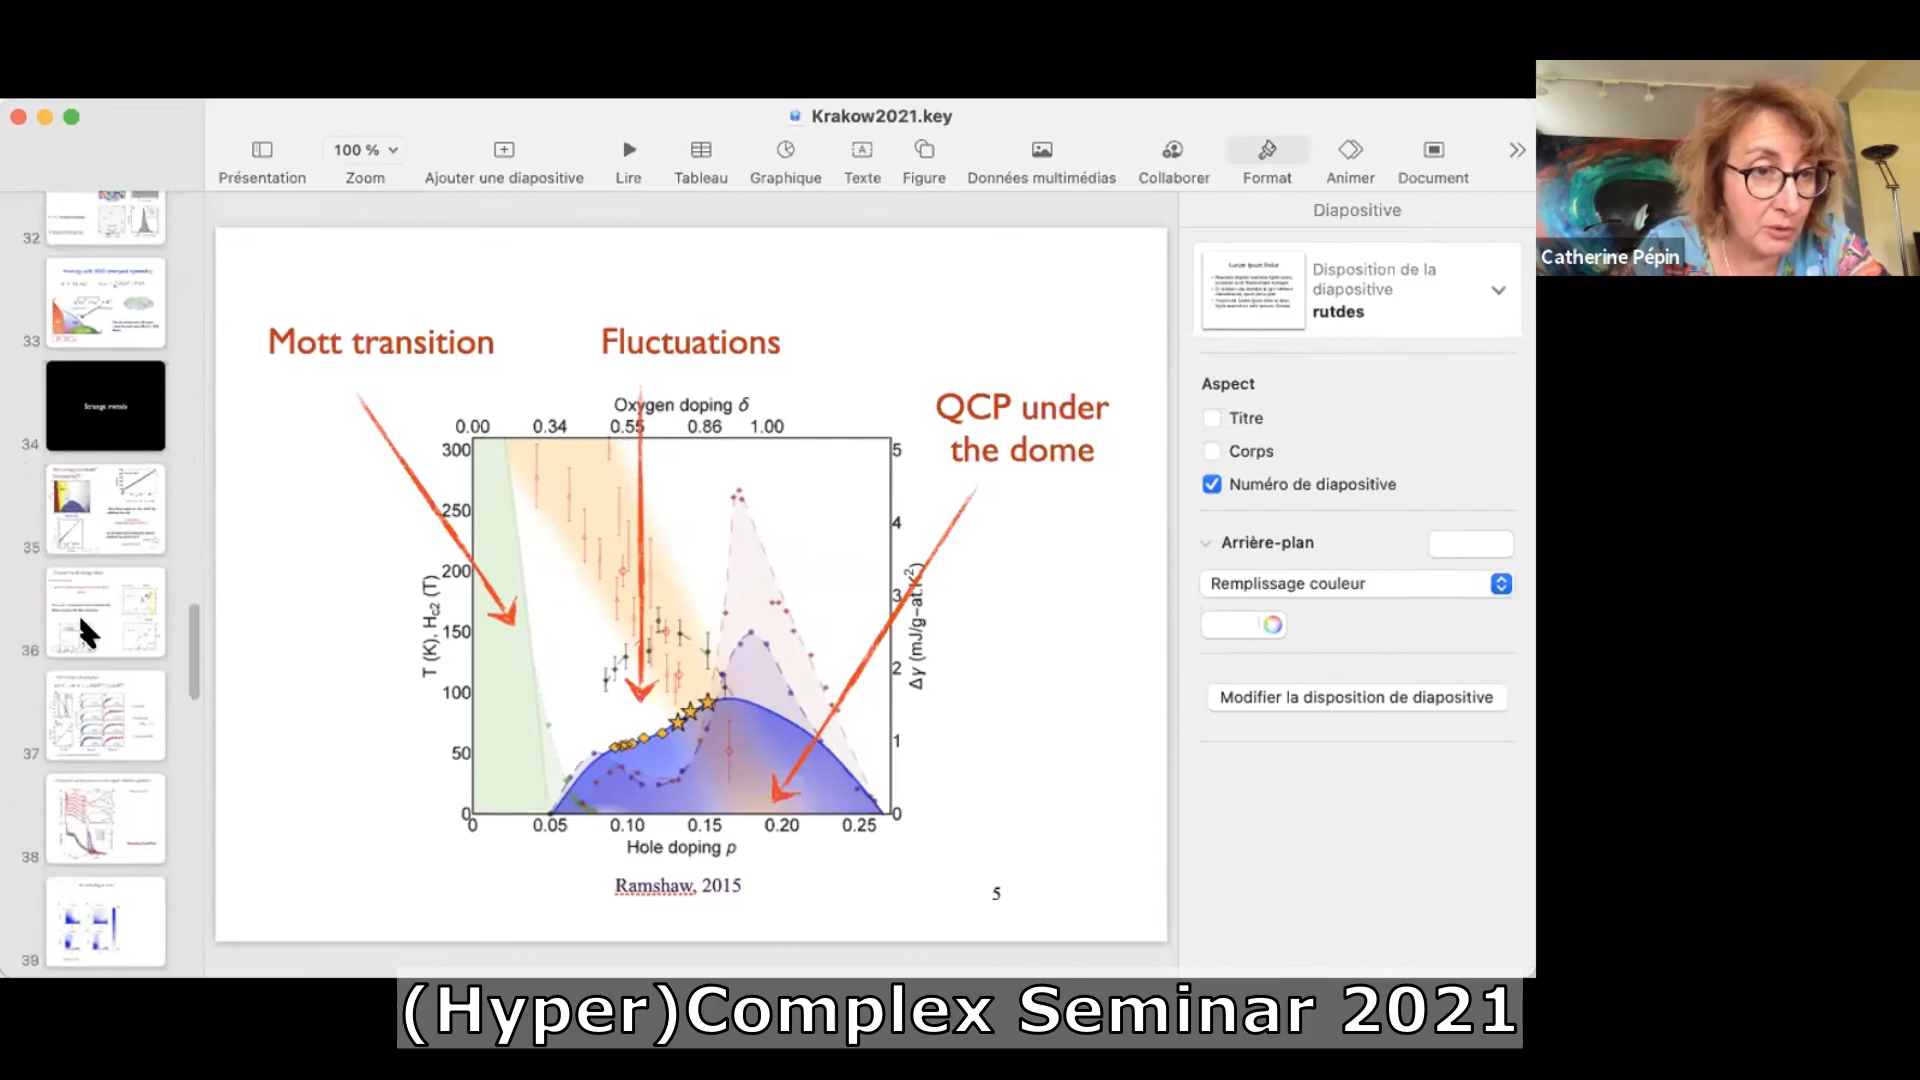 Krakow2021.key
100 %
Présentation
Zoom
Ajouter une diapositive
Lire
Tableau
Graphique
Texte
Figure
Données multimédias
Collaborer
Format
Animer
Document
Diapositive
Catherine Pépin
32
33
34
Strange metals
35
36
37
38
39
Mott transition
Fluctuations
QCP under
the dome
Oxygen doping δ
0.00 0.34 0.55 0.86 1.00
300
250
200
150
100
50
0
T (K), Hc2 (T)
5
4
3
2
1
0
Δγ (mJ/g-at.K2)
0 0.05 0.10 0.15 0.20 0.25
Hole doping p
Ramshaw, 2015
5
Disposition de la
diapositive
rutdes
Aspect
Titre
Corps
Numéro de diapositive
Arrière-plan
Remplissage couleur
Modifier la disposition de diapositive
(Hyper)Complex Seminar 2021